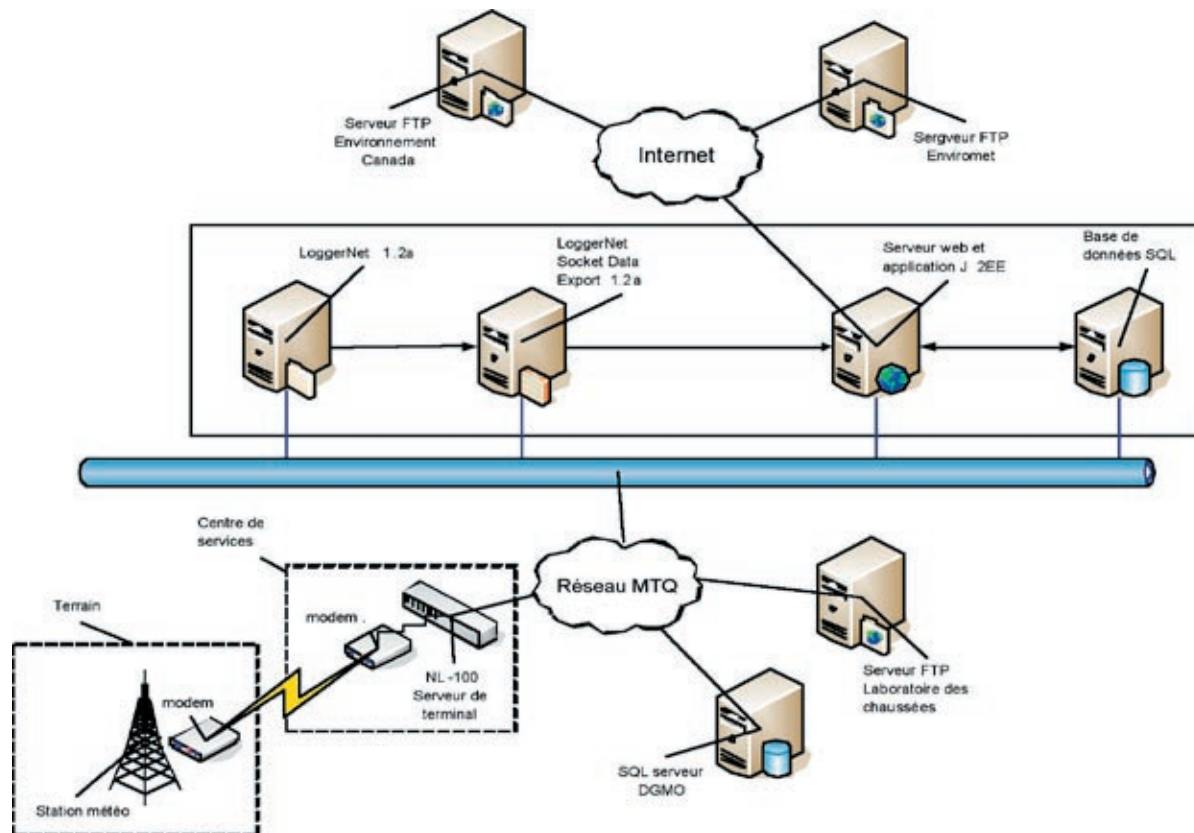 Serveur FTP
Environnement
Canada
Internet
Sergveur FTP
Enviromet
LoggerNet 1.2a
LoggerNet
Socket Data
Export 1.2a
Serveur web et
application J 2EE
Base de
données SQL
Centre de
services
Terrain
modem .
NL -100
Serveur de
terminal
modem
Station météo
Réseau MTQ
Serveur FTP
Laboratoire des
chaussées
SQL serveur
DGMO